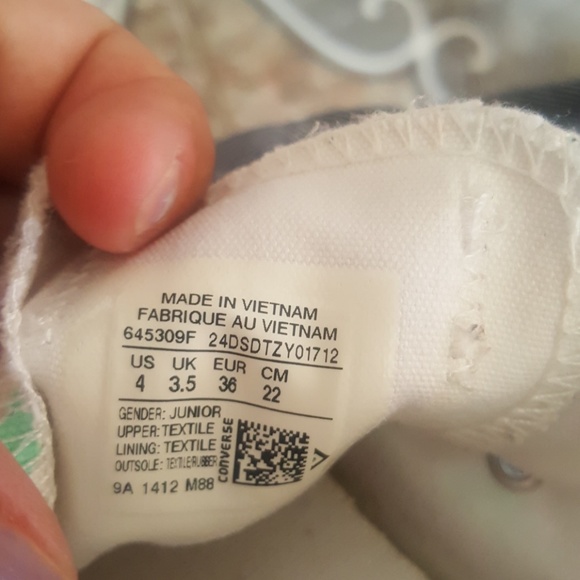 MADE IN VIETNAM
FABRIQUE AU VIETNAM
645309F 24DSDTZY01712
US UK EUR CM
4 3.5 36 22
GENDER: JUNIOR
UPPER: TEXTILE
LINING: TEXTILE
OUTSOLE: TEXTILE/RUBBER
CONVERSE
V
9A 1412 M88